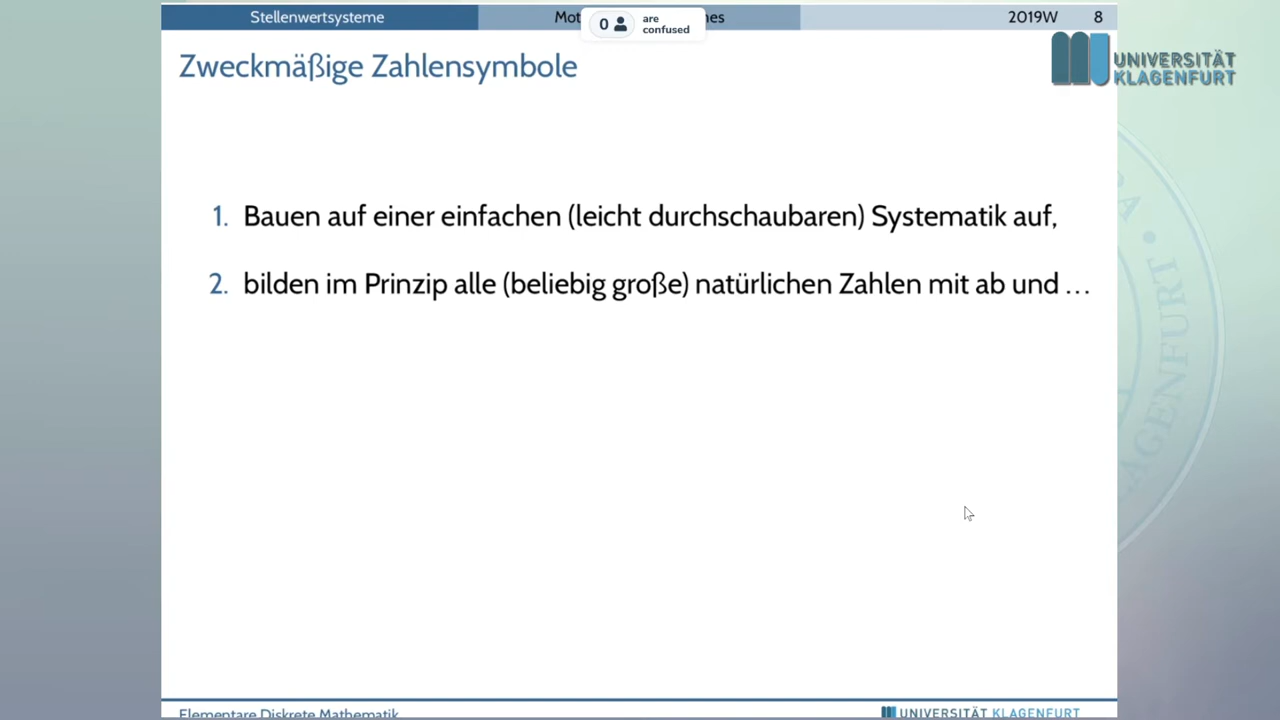 Stellenwertsysteme
2019W 8
0 are confused
Zweckmäßige Zahlensymbole
UNIVERSITÄT
KLAGENFURT
1. Bauen auf einer einfachen (leicht durchschaubaren) Systematik auf,
2. bilden im Prinzip alle (beliebig große) natürlichen Zahlen mit ab und …
KLAGENFURT
Elementare Diskrete Mathematik
UNIVERSITÄT KLAGENFURT